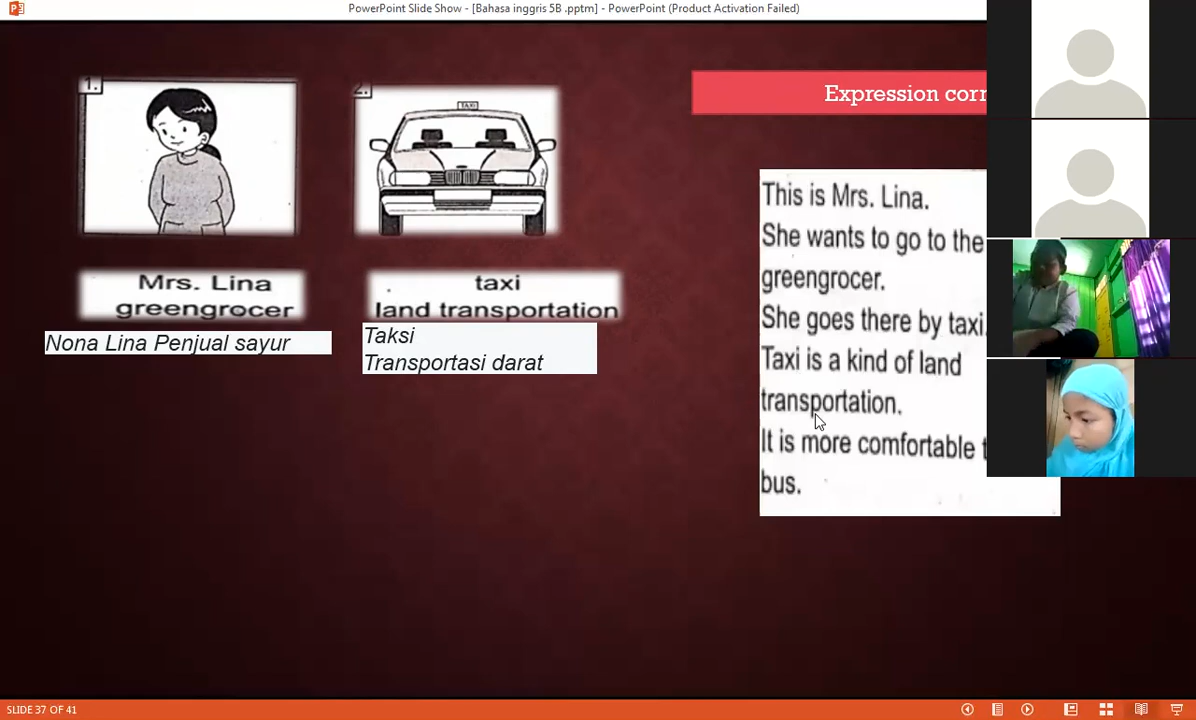 PowerPoint Slide Show - [Bahasa inggris 5B .pptm] - PowerPoint (Product Activation Failed)
1.
2.
TAXI
Expression
Mrs. Lina
greengrocer
taxi
land transportation
Nona Lina Penjual sayur
Taksi
Transportasi darat
This is Mrs. Lina.
She wants to go to the
greengrocer.
She goes there by taxi.
Taxi is a kind of land
transportation.
It is more comfortable
bus.
SLIDE 37 OF 41